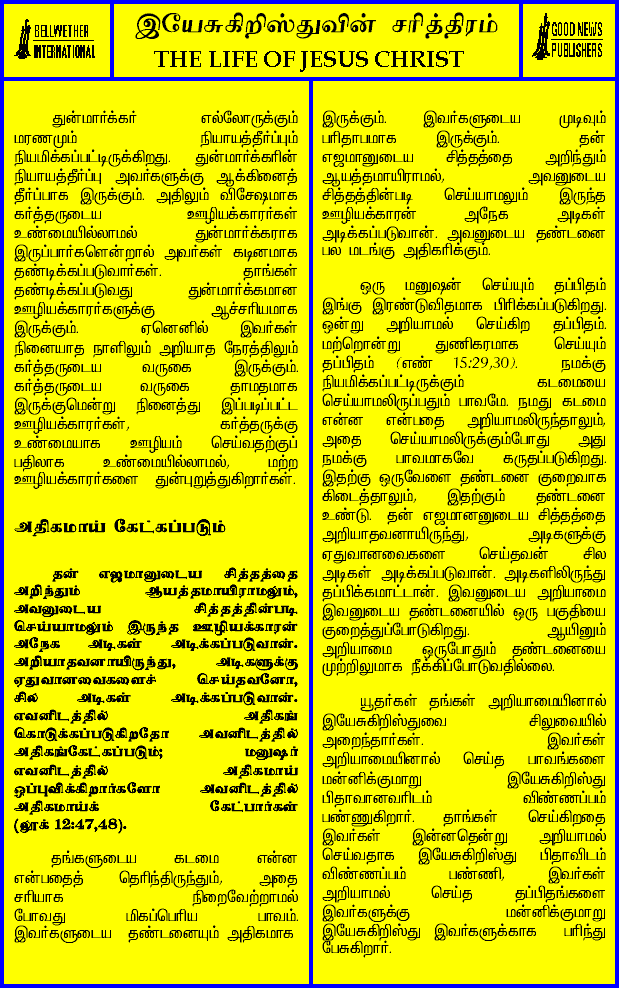 BELLWETHER
INTERNATIONAL
இயேசுகிறிஸ்துவின் சரித்திரம்
THE LIFE OF JESUS CHRIST
GOOD NEWS
PUBLISHERS
துன்மார்க்கர் எல்லோருக்கும்
மரணமும் நியாயத்தீர்ப்பும்
நியமிக்கப்பட்டிருக்கிறது. துன்மார்க்கரின்
நியாயத்தீர்ப்பு அவர்களுக்கு ஆக்கினைத்
தீர்ப்பாக இருக்கும். அதிலும் விசேஷமாக
கர்த்தருடைய ஊழியக்காரர்கள்
உண்மையில்லாமல் துன்மார்க்கராக
இருப்பார்களென்றால் அவர்கள் கடினமாக
தண்டிக்கப்படுவார்கள். தாங்கள்
தண்டிக்கப்படுவது துன்மார்க்கமான
ஊழியக்காரர்களுக்கு ஆச்சரியமாக
இருக்கும். ஏனெனில் இவர்கள்
நினையாத நாளிலும் அறியாத நேரத்திலும்
கர்த்தருடைய வருகை இருக்கும்.
கர்த்தருடைய வருகை தாமதமாக
இருக்குமென்று நினைத்து இப்படிப்பட்ட
ஊழியக்காரர்கள், கர்த்தருக்கு
உண்மையாக ஊழியம் செய்வதற்குப்
பதிலாக உண்மையில்லாமல், மற்ற
ஊழியக்காரர்களை துன்புறுத்துகிறார்கள்.
அதிகமாய் கேட்கப்படும்
தன் எஜமானுடைய சித்தத்தை
அறிந்தும் ஆயத்தமாயிராமலும்,
அவனுடைய சித்தத்தின்படி
செய்யாமலும் இருந்த ஊழியக்காரன்
அநேக அடிகள் அடிக்கப்படுவான்.
அறியாதவனாயிருந்து, அடிகளுக்கு
ஏதுவானவைகளைச் செய்தவனோ,
சில அடிகள் அடிக்கப்படுவான்.
எவனிடத்தில் அதிகங்
கொடுக்கப்படுகிறதோ அவனிடத்தில்
அதிகங்கேட்கப்படும்; மனுஷர்
எவனிடத்தில் அதிகமாய்
ஒப்புவிக்கிறார்களோ அவனிடத்தில்
அதிகமாய்க் கேட்பார்கள்
(லூக் 12:47,48).
தங்களுடைய கடமை என்ன
என்பதைத் தெரிந்திருந்தும், அதை
சரியாக நிறைவேற்றாமல்
போவது மிகப்பெரிய பாவம்.
இவர்களுடைய தண்டனையும் அதிகமாக
இருக்கும். இவர்களுடைய முடிவும்
பரிதாபமாக இருக்கும். தன்
எஜமானுடைய சித்தத்தை அறிந்தும்
ஆயத்தமாயிராமல், அவனுடைய
சித்தத்தின்படி செய்யாமலும் இருந்த
ஊழியக்காரன் அநேக அடிகள்
அடிக்கப்படுவான். அவனுடைய தண்டனை
பல மடங்கு அதிகரிக்கும்.
ஒரு மனுஷன் செய்யும் தப்பிதம்
இங்கு இரண்டுவிதமாக பிரிக்கப்படுகிறது.
ஒன்று அறியாமல் செய்கிற தப்பிதம்.
மற்றொன்று துணிகரமாக செய்யும்
தப்பிதம் (எண் 15:29,30). நமக்கு
நியமிக்கப்பட்டிருக்கும் கடமையை
செய்யாமலிருப்பதும் பாவமே. நமது கடமை
என்ன என்பதை அறியாமலிருந்தாலும்,
அதை செய்யாமலிருக்கும்போது அது
நமக்கு பாவமாகவே கருதப்படுகிறது.
இதற்கு ஒருவேளை தண்டனை குறைவாக
கிடைத்தாலும், இதற்கும் தண்டனை
உண்டு. தன் எஜமானனுடைய சித்தத்தை
அறியாதவனாயிருந்து, அடிகளுக்கு
ஏதுவானவைகளை செய்தவன் சில
அடிகள் அடிக்கப்படுவான். அடிகளிலிருந்து
தப்பிக்கமாட்டான். இவனுடைய அறியாமை
இவனுடைய தண்டனையில் ஒரு பகுதியை
குறைத்துப்போடுகிறது. ஆயினும்
அறியாமை ஒருபோதும் தண்டனையை
முற்றிலுமாக நீக்கிப்போடுவதில்லை.
யூதர்கள் தங்கள் அறியாமையினால்
இயேசுகிறிஸ்துவை சிலுவையில்
அறைந்தார்கள். இவர்கள்
அறியாமையினால் செய்த பாவங்களை
மன்னிக்குமாறு இயேசுகிறிஸ்து
பிதாவானவரிடம் விண்ணப்பம்
பண்ணுகிறார். தாங்கள் செய்கிறதை
இவர்கள் இன்னதென்று அறியாமல்
செய்வதாக இயேசுகிறிஸ்து பிதாவிடம்
விண்ணப்பம் பண்ணி, இவர்கள்
அறியாமல் செய்த தப்பிதங்களை
இவர்களுக்கு மன்னிக்குமாறு
இயேசுகிறிஸ்து இவர்களுக்காக பரிந்து
பேசுகிறார்.